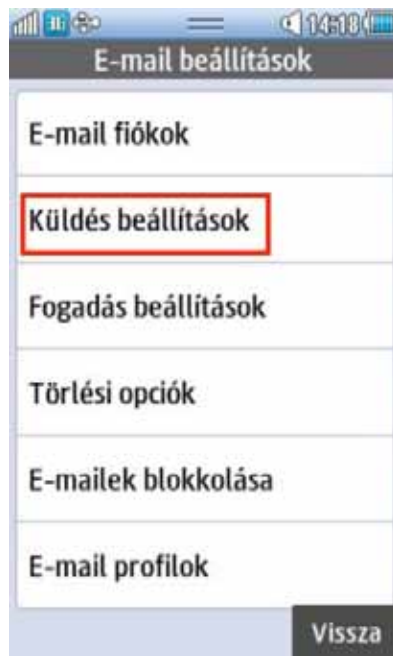 14:18
E-mail beállítások
E-mail fiókok
Küldés beállítások
Fogadás beállítások
Törlési opciók
E-mailek blokkolása
E-mail profilok
Vissza